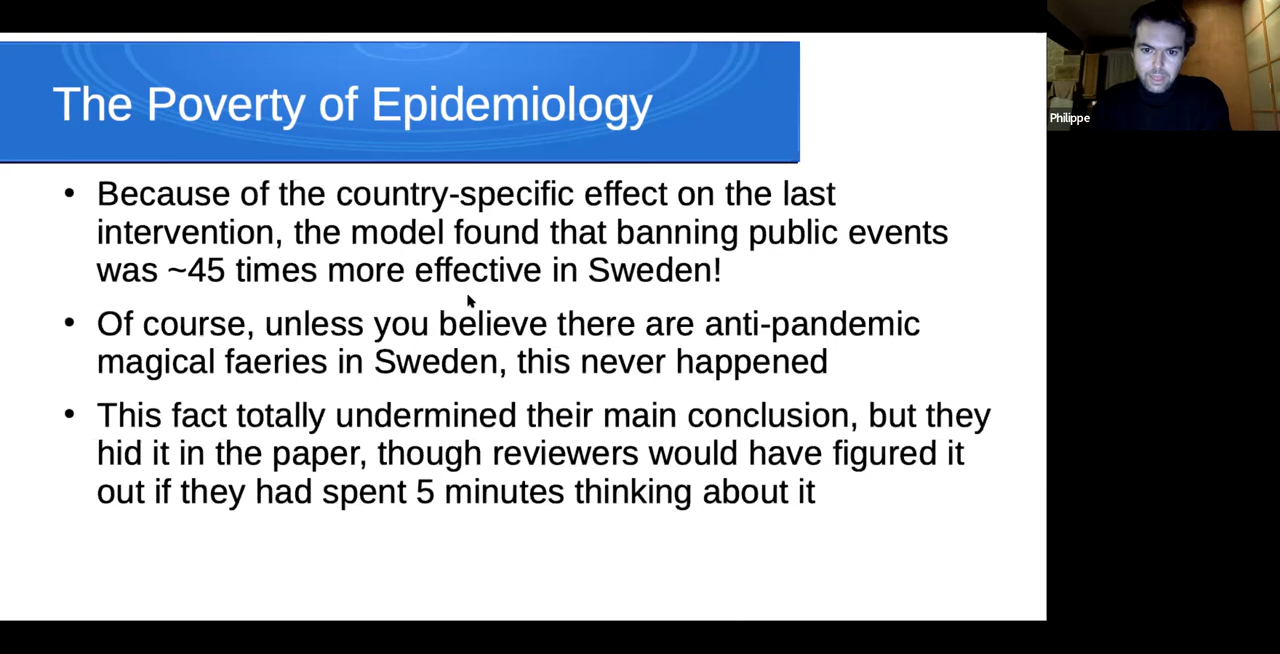 The Poverty of Epidemiology
• Because of the country-specific effect on the last
intervention, the model found that banning public events
was ~45 times more effective in Sweden!
• Of course, unless you believe there are anti-pandemic
magical faeries in Sweden, this never happened
• This fact totally undermined their main conclusion, but they
hid it in the paper, though reviewers would have figured it
out if they had spent 5 minutes thinking about it
Philippe